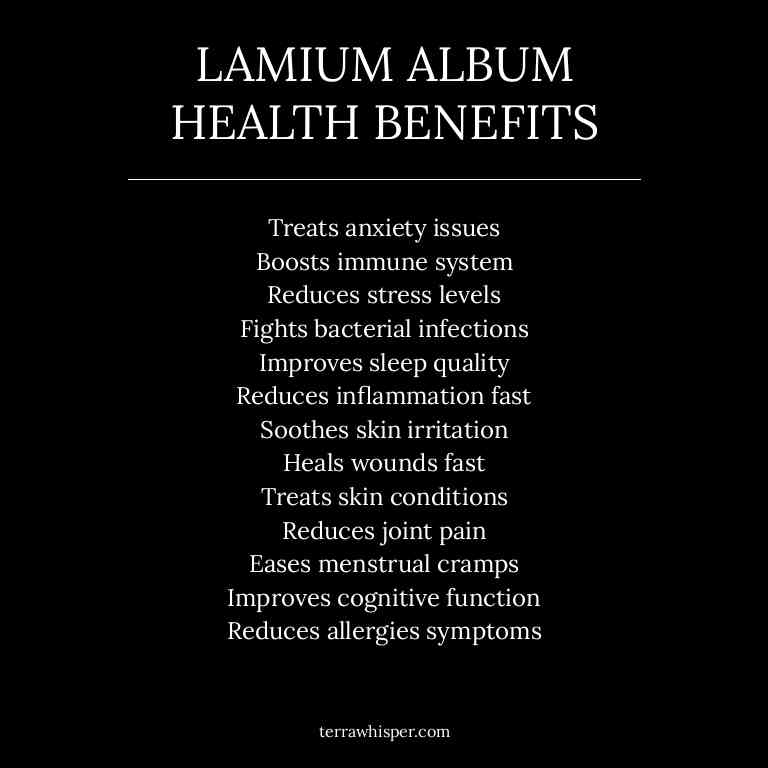 LAMIUM ALBUM
HEALTH BENEFITS
Treats anxiety issues
Boosts immune system
Reduces stress levels
Fights bacterial infections
Improves sleep quality
Reduces inflammation fast
Soothes skin irritation
Heals wounds fast
Treats skin conditions
Reduces joint pain
Eases menstrual cramps
Improves cognitive function
Reduces allergies symptoms
terrawhisper.com